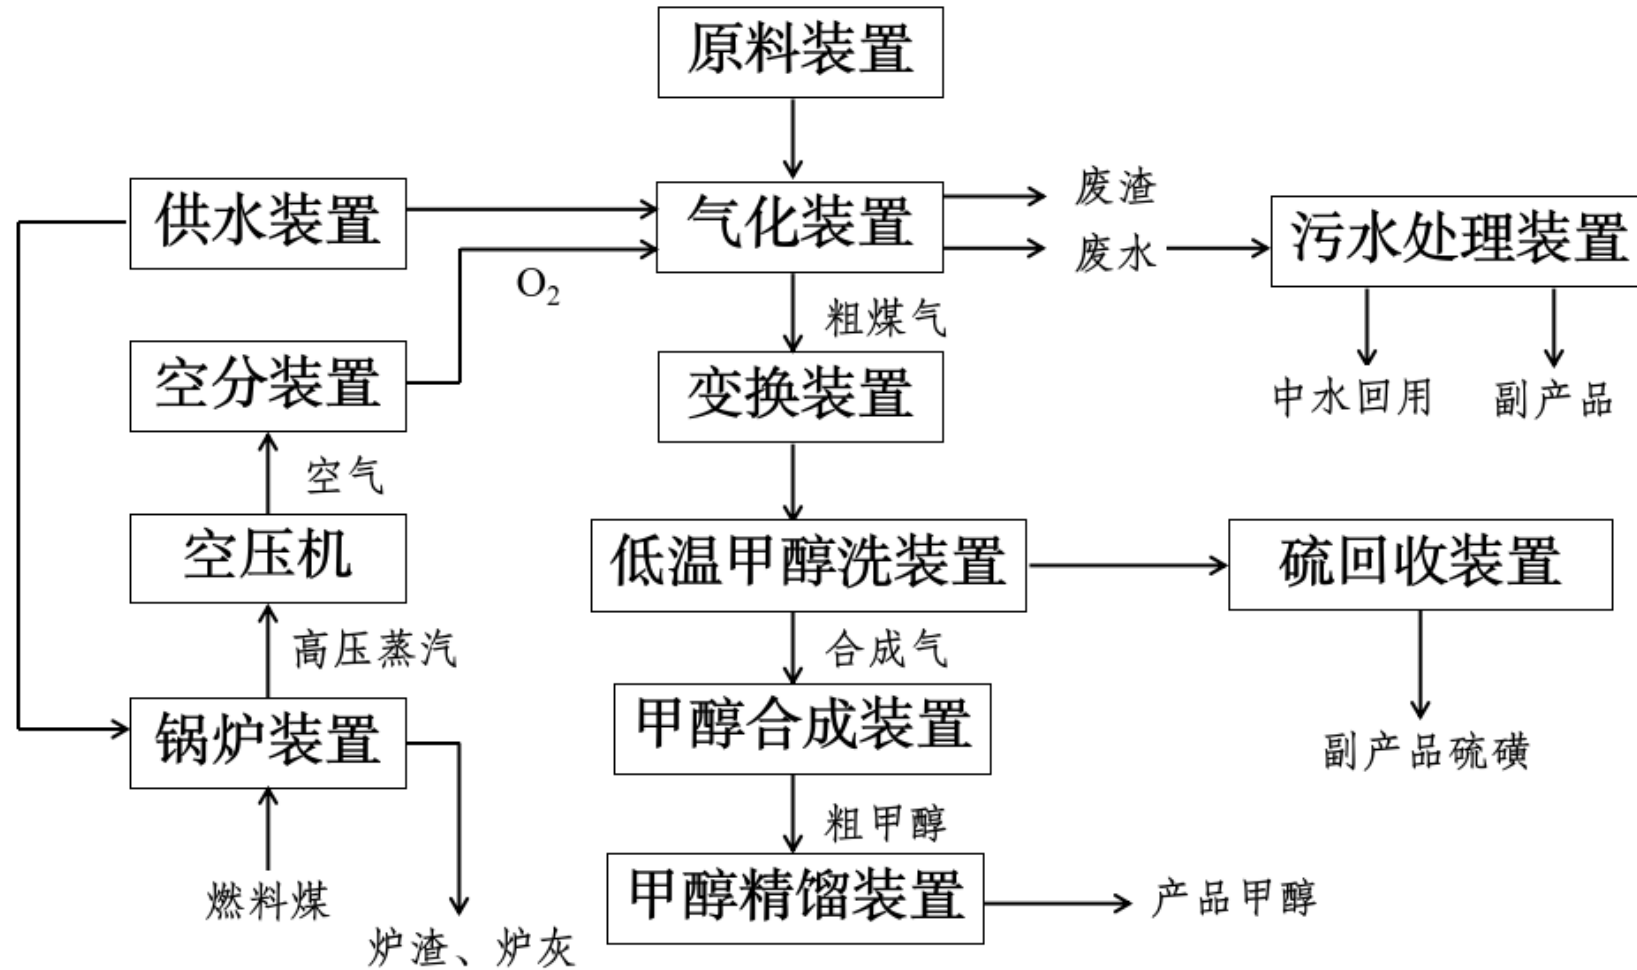 原料装置
供水装置
气化装置
废渣
废水
污水处理装置
O₂
粗煤气
空分装置
变换装置
中水回用
副产品
空气
空压机
低温甲醇洗装置
硫回收装置
高压蒸汽
合成气
锅炉装置
甲醇合成装置
副产品硫磺
粗甲醇
燃料煤
甲醇精馏装置
产品甲醇
炉渣、炉灰